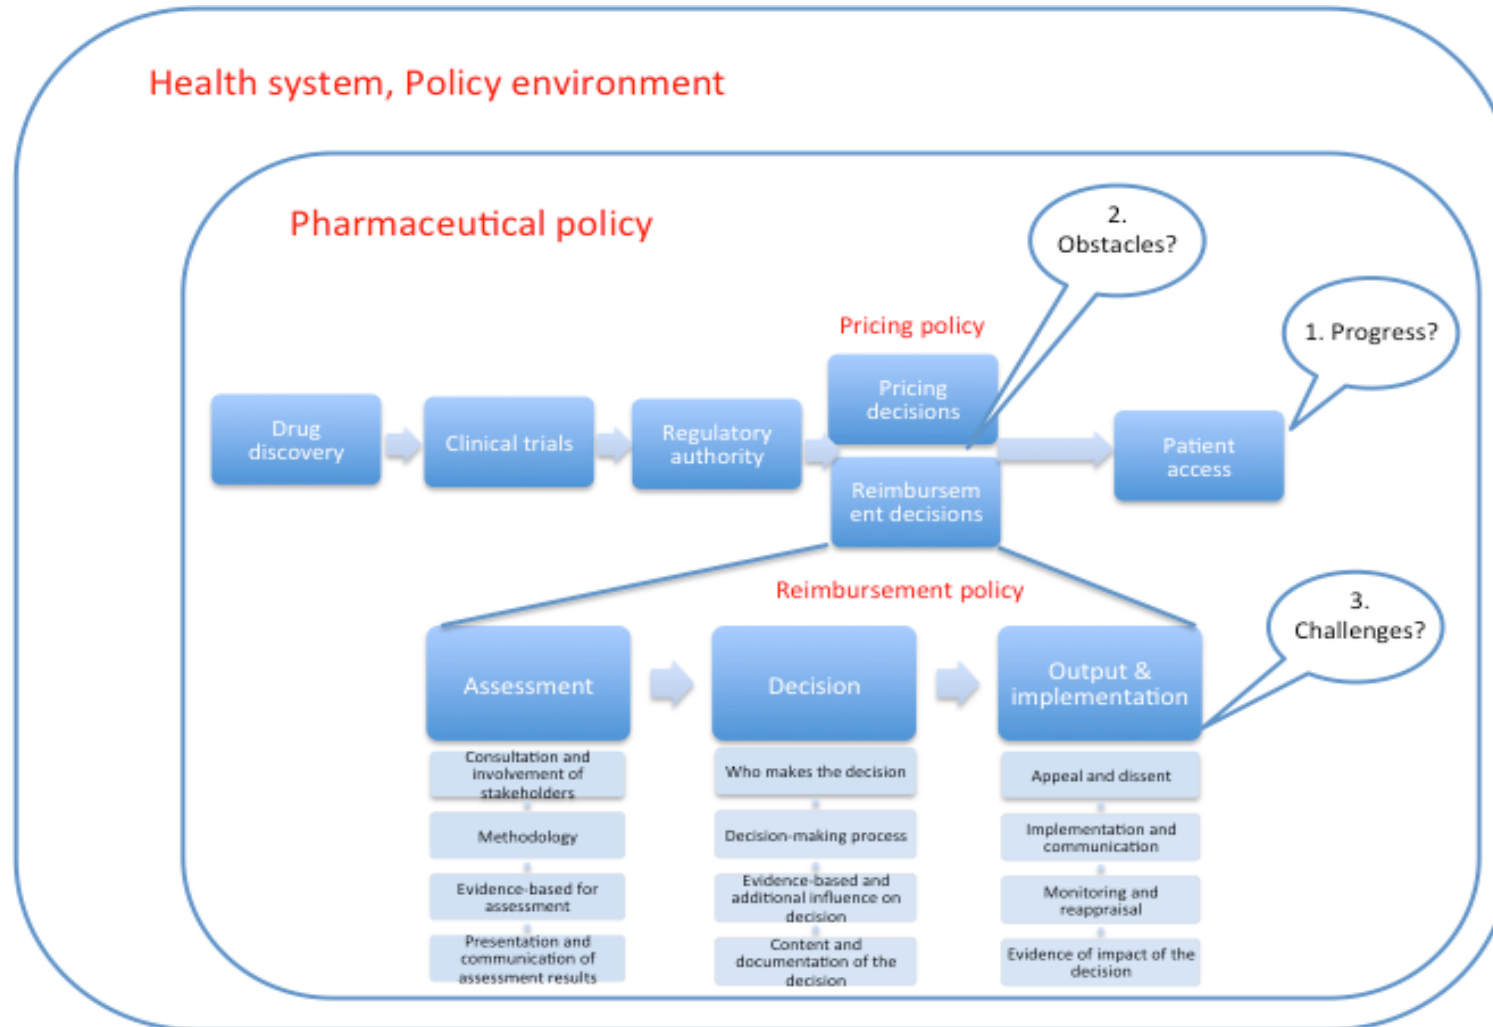 Health system, Policy environment
Pharmaceutical policy
2.
Obstacles?
1. Progress?
Pricing policy
Drug
discovery
Clinical trials
Regulatory
authority
Pricing
decisions
Reimbursem
ent decisions
Patient
access
Reimbursement policy
3.
Challenges?
Assessment
Decision
Output &
implementation
Consultation and
involvement of
stakeholders
Methodology
Evidence-based for
assessment
Presentation and
communication of
assessment results
Who makes the decision
Decision-making process
Evidence-based and
additional influence on
decision
Content and
documentation of the
decision
Appeal and dissent
Implementation and
communication
Monitoring and
reappraisal
Evidence of impact of the
decision